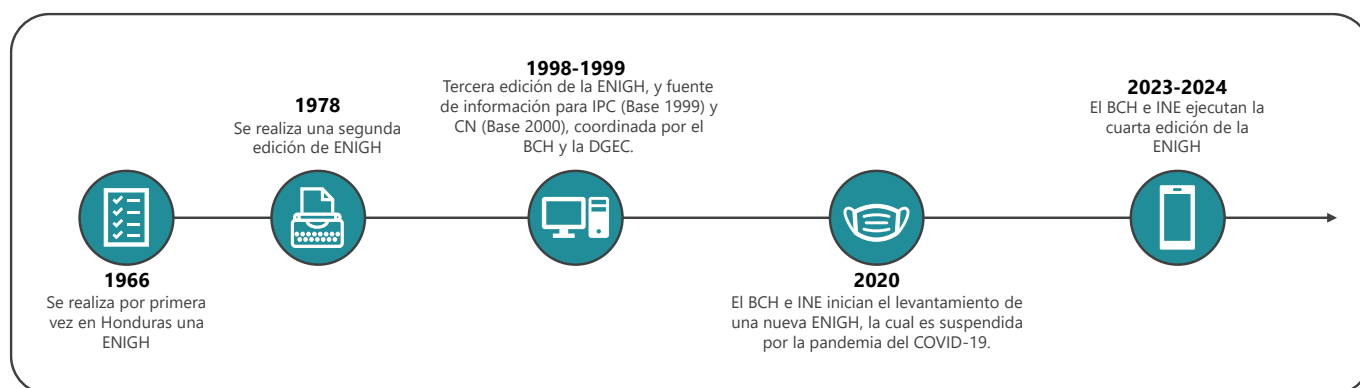 1966
Se realiza por primera
vez en Honduras una
ENIGH
1978
Se realiza una segunda
edición de ENIGH
1998-1999
Tercera edición de la ENIGH, y fuente
de información para IPC (Base 1999) y
CN (Base 2000), coordinada por el
BCH y la DGEC.
2020
El BCH e INE inician el levantamiento de
una nueva ENIGH, la cual es suspendida
por la pandemia del COVID-19.
2023-2024
El BCH e INE ejecutan la
cuarta edición de la
ENIGH